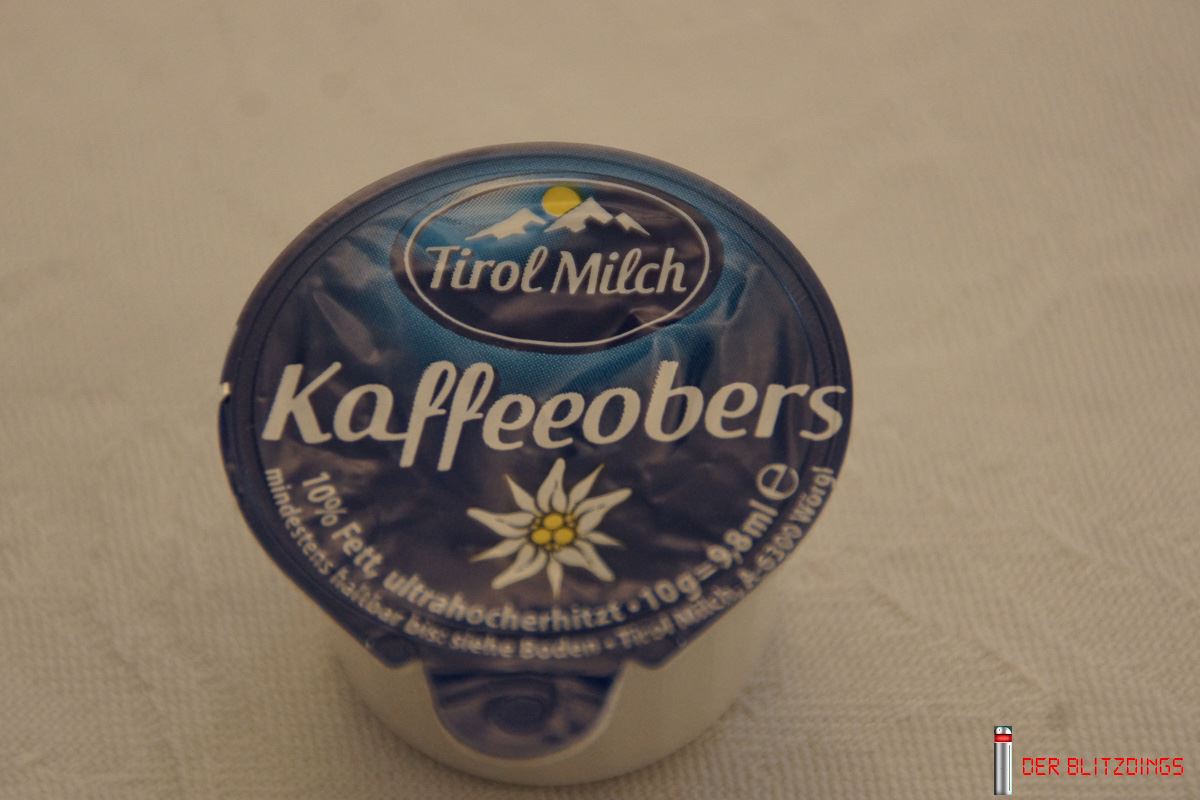 Tirol Milch
Kaffeeobers
10% Fett, ultrahocherhitzt • 10g=9,8ml e
mindestens haltbar bis: siehe Boden • Tirol Milch, A-6300 Wörgl
DER BLITZDINGS